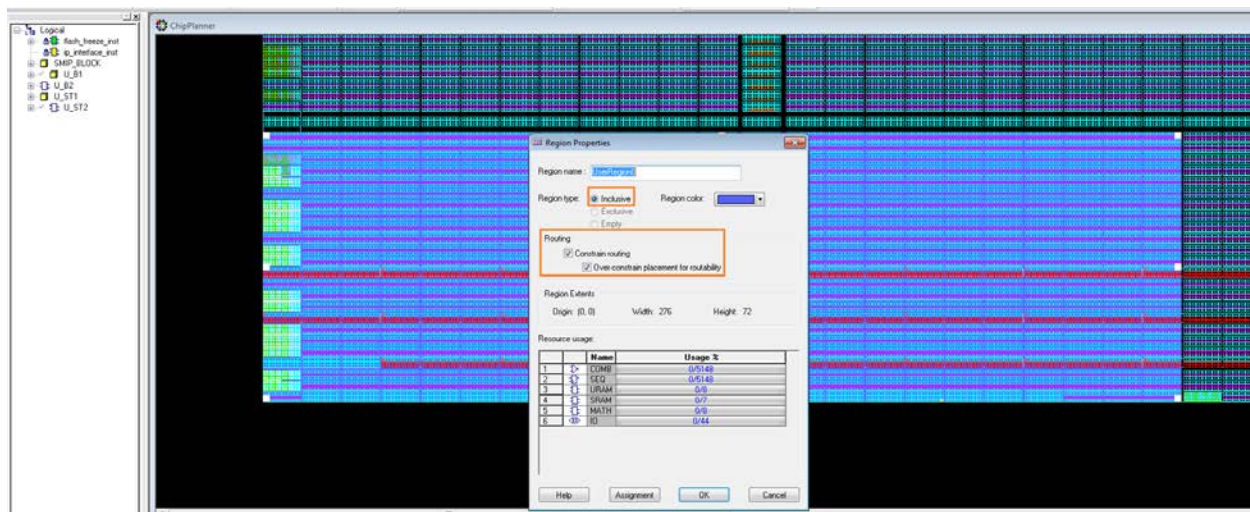 Logical
flash_freeze_inst
ip_interface_inst
SMIP_BLOCK
U_B1
U_B2
U_ST1
U_ST2
ChipPlanner
Region Properties
Region name : UserRegion1
Region type: Inclusive Region color:
Exclusive
Empty
Routing
Constrain routing
Over-constrain placement for routability
Region Extents
Origin: (0, 0) Width: 276 Height: 72
Resource usage:
Name Usage %
1 COMB 0/5148
2 SEQ 0/5148
3 URAM 0/8
4 SRAM 0/7
5 MATH 0/8
6 IO 0/44
Help Assignment OK Cancel